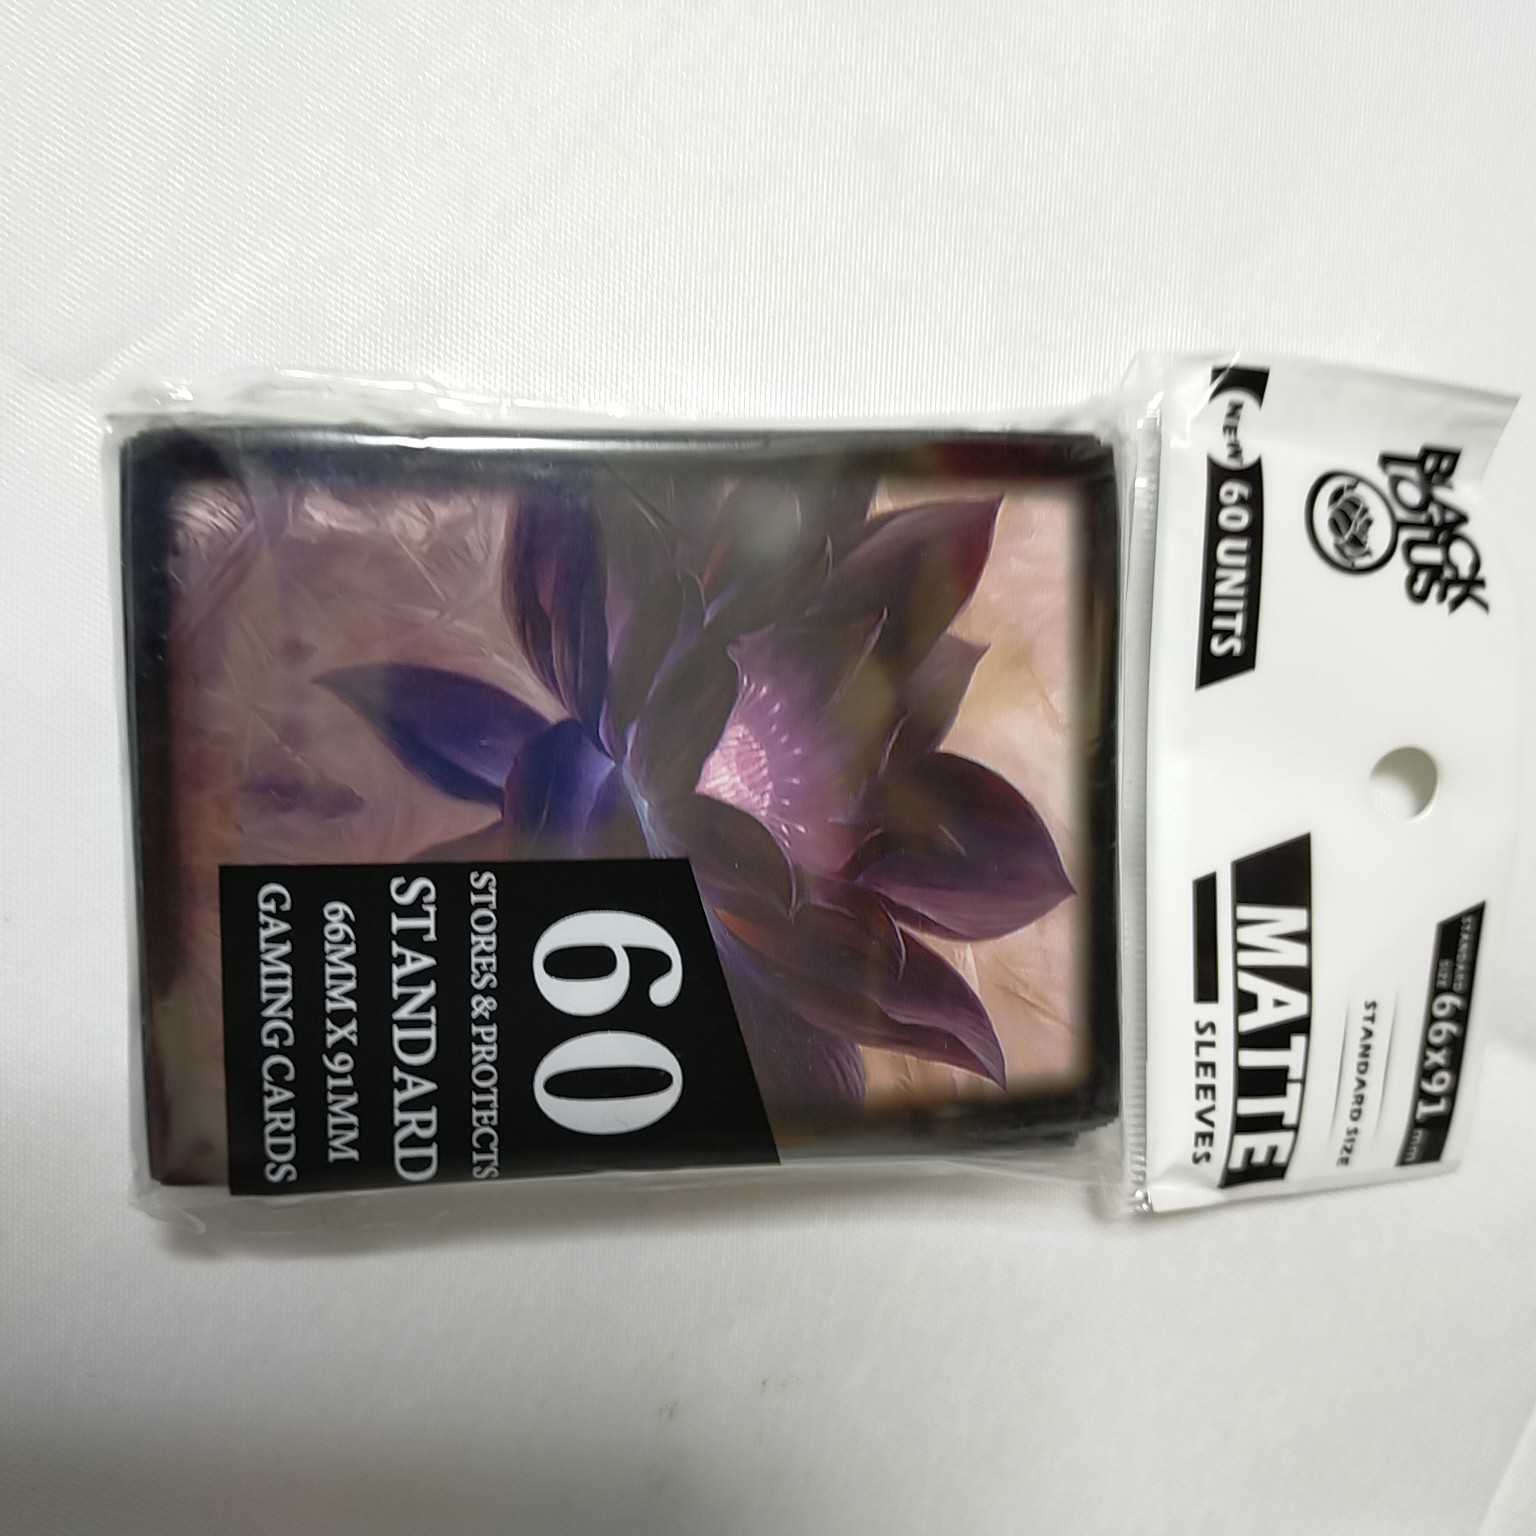 BLACK
LOTUS
STANDARD
SIZE
66x91 mm
STANDARD SIZE
NEW
60 UNITS
MATTE
SLEEVES
60
STORES & PROTECTS
STANDARD
66MM X 91MM
GAMING CARDS